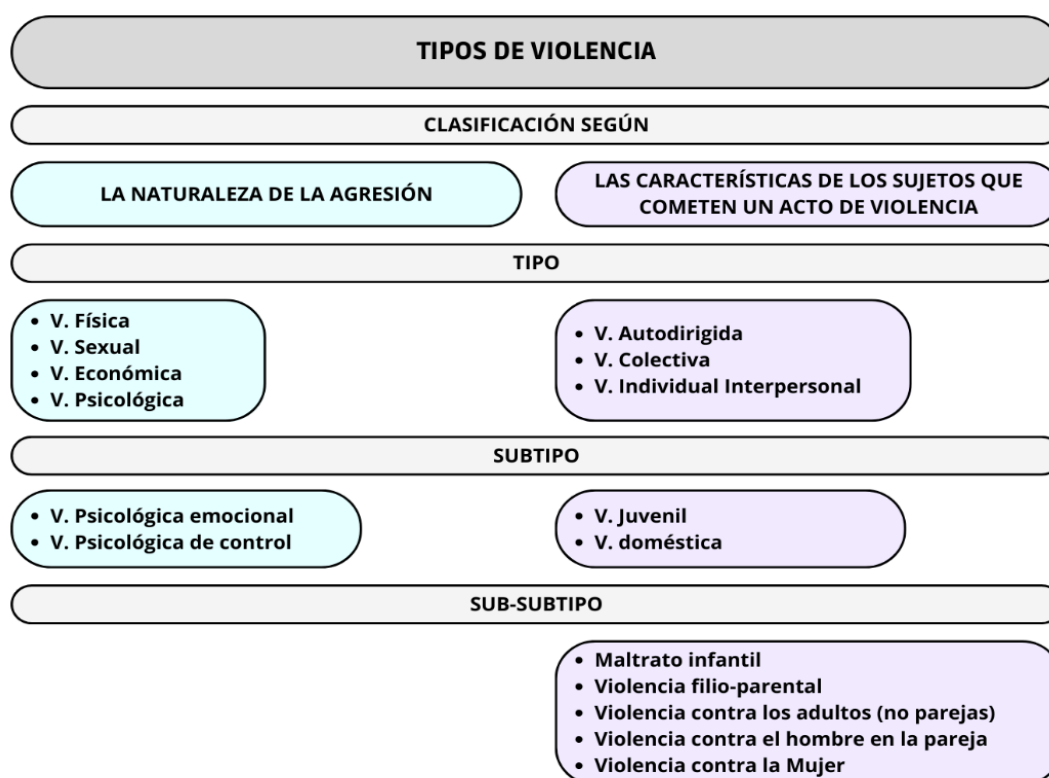 TIPOS DE VIOLENCIA
CLASIFICACIÓN SEGÚN
LA NATURALEZA DE LA AGRESIÓN
LAS CARACTERÍSTICAS DE LOS SUJETOS QUE
COMETEN UN ACTO DE VIOLENCIA
TIPO
• V. Física
• V. Sexual
• V. Económica
• V. Psicológica
• V. Autodirigida
• V. Colectiva
• V. Individual Interpersonal
SUBTIPO
• V. Psicológica emocional
• V. Psicológica de control
• V. Juvenil
• V. doméstica
SUB-SUBTIPO
• Maltrato infantil
• Violencia filio-parental
• Violencia contra los adultos (no parejas)
• Violencia contra el hombre en la pareja
• Violencia contra la Mujer